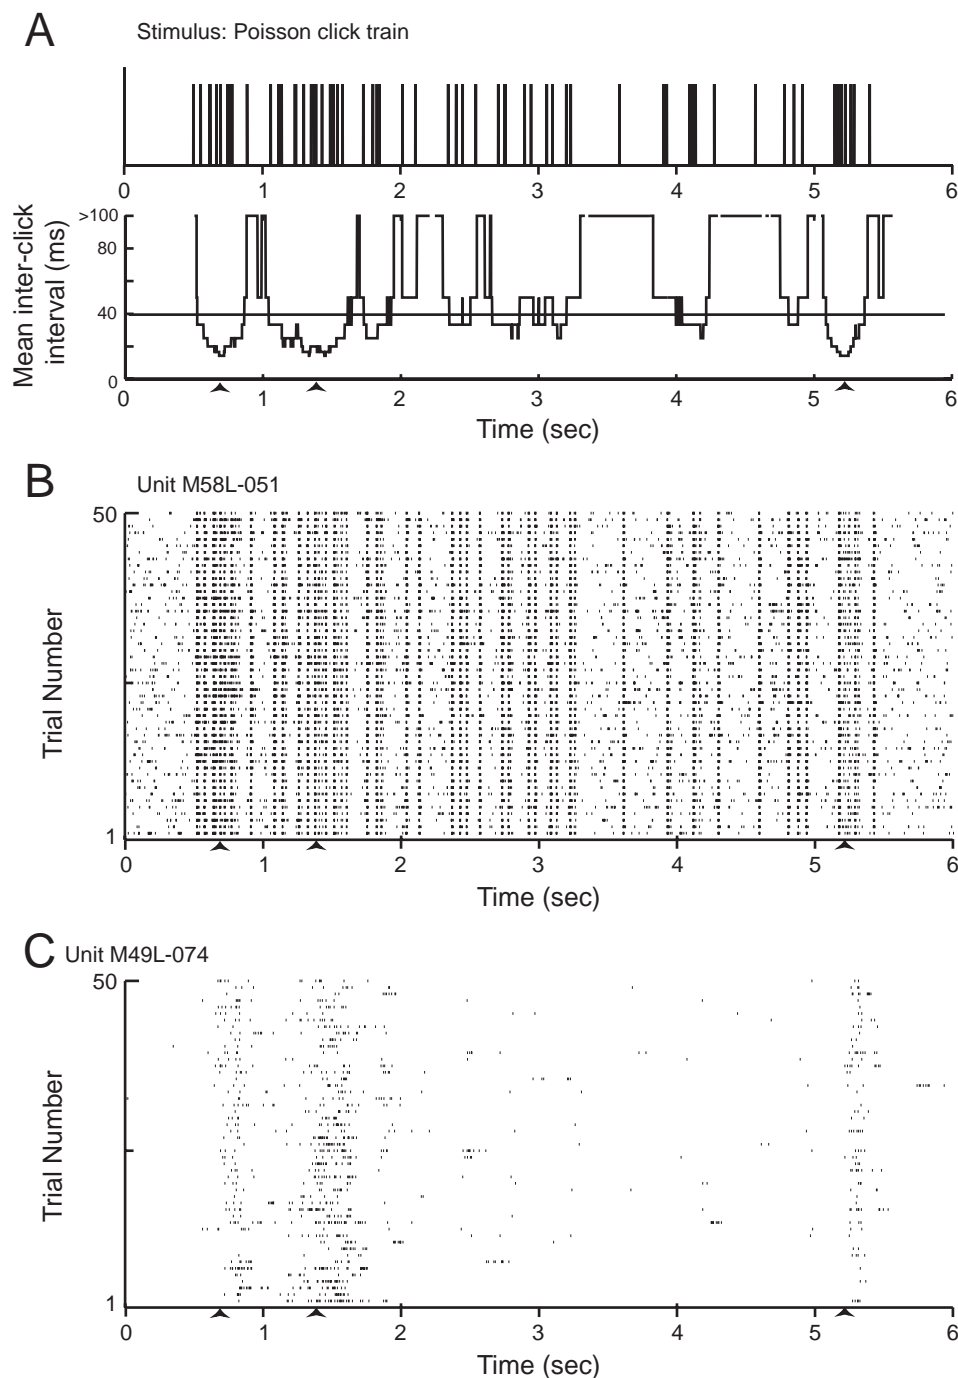 A
Stimulus: Poisson click train
0 1 2 3 4 5 6
Mean inter-click
interval (ms)
>100
80
40
0
0 1 2 3 4 5 6
Time (sec)
B
Unit M58L-051
50
Trial Number
1
0 1 2 3 4 5 6
Time (sec)
C
Unit M49L-074
50
Trial Number
1
0 1 2 3 4 5 6
Time (sec)